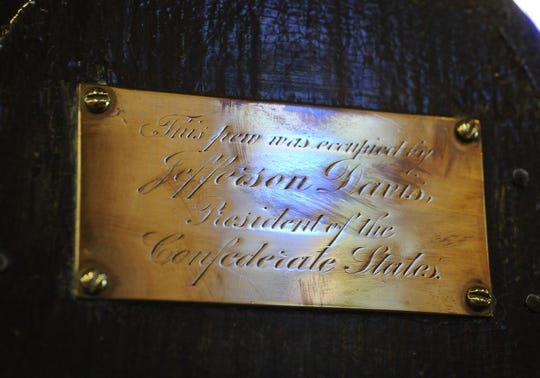 This pew was occupied by
Jefferson Davis,
President of the
Confederate States.